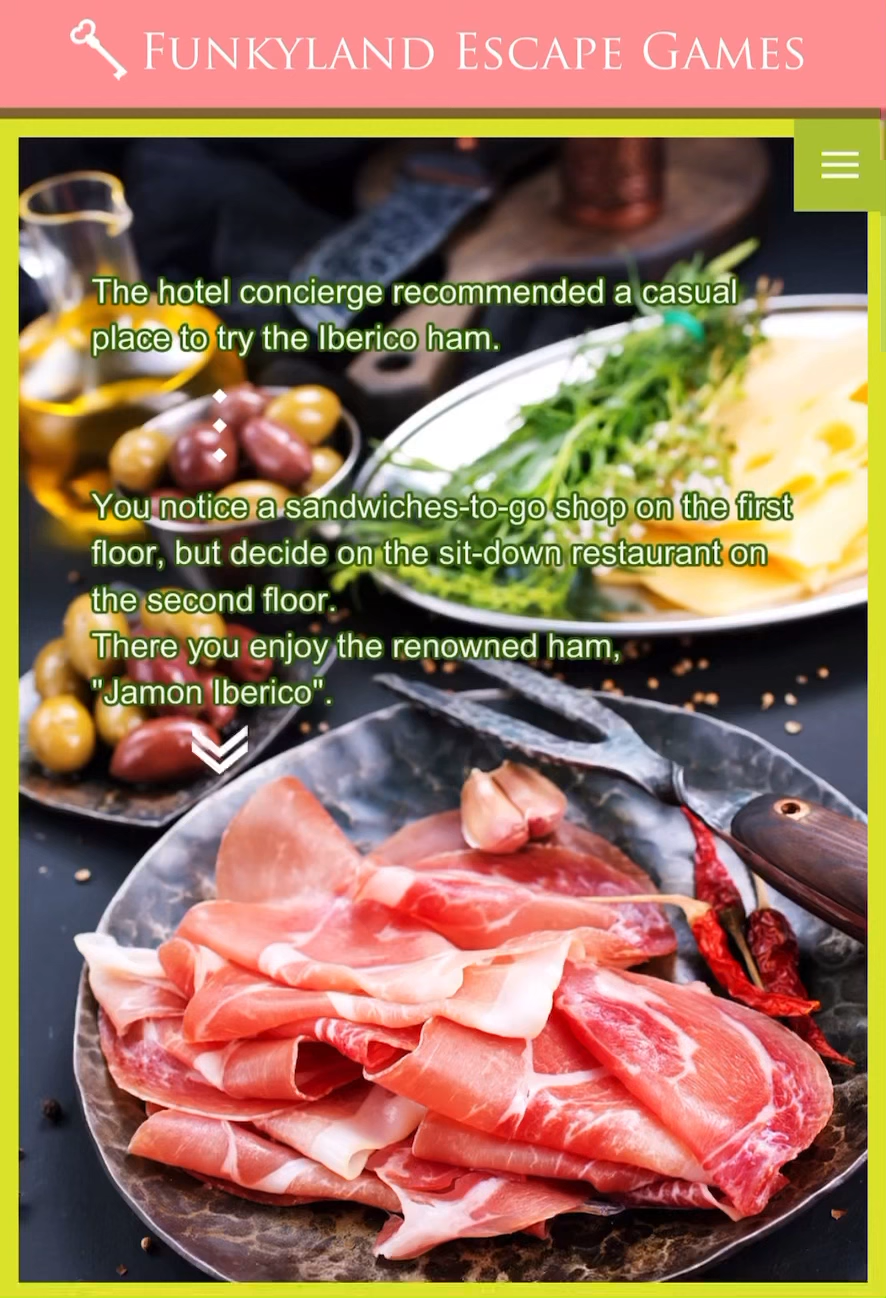 FUNKYLAND ESCAPE GAMES
The hotel concierge recommended a casual
place to try the Iberico ham.
You notice a sandwiches-to-go shop on the first
floor, but decide on the sit-down restaurant on
the second floor.
There you enjoy the renowned ham,
"Jamon Iberico".